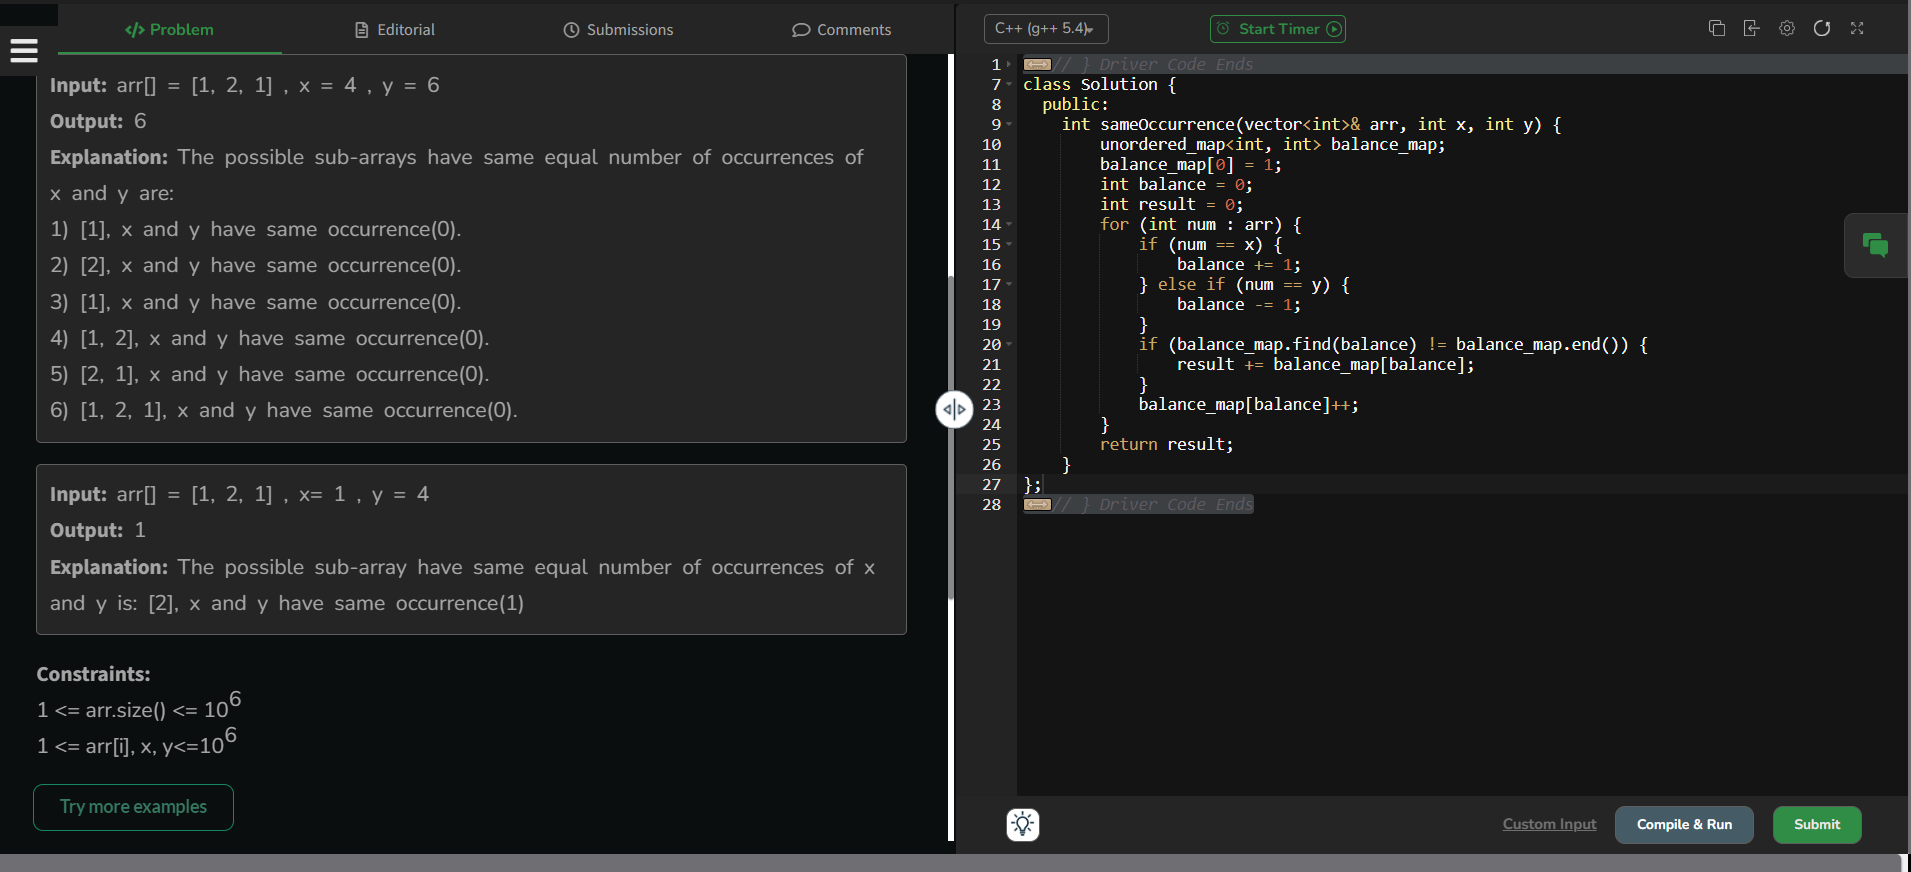 </> Problem
Editorial
Submissions
Comments
Input: arr[] = [1, 2, 1] , x = 4 , y = 6
Output: 6
Explanation: The possible sub-arrays have same equal number of occurrences of
x and y are:
1) [1], x and y have same occurrence(0).
2) [2], x and y have same occurrence(0).
3) [1], x and y have same occurrence(0).
4) [1, 2], x and y have same occurrence(0).
5) [2, 1], x and y have same occurrence(0).
6) [1, 2, 1], x and y have same occurrence(0).
Input: arr[] = [1, 2, 1] , x= 1 , y = 4
Output: 1
Explanation: The possible sub-array have same equal number of occurrences of x
and y is: [2], x and y have same occurrence(1)
Constraints:
1 <= arr.size() <= 10^6
1 <= arr[i], x, y<=10^6
Try more examples
C++ (g++ 5.4)
Start Timer
1 // } Driver Code Ends
7 class Solution {
8   public:
9     int sameOccurrence(vector<int>& arr, int x, int y) {
10         unordered_map<int, int> balance_map;
11         balance_map[0] = 1;
12         int balance = 0;
13         int result = 0;
14         for (int num : arr) {
15             if (num == x) {
16                 balance += 1;
17             } else if (num == y) {
18                 balance -= 1;
19             }
20             if (balance_map.find(balance) != balance_map.end()) {
21                 result += balance_map[balance];
22             }
23             balance_map[balance]++;
24         }
25         return result;
26     }
27 };
28 // } Driver Code Ends
Custom Input
Compile & Run
Submit